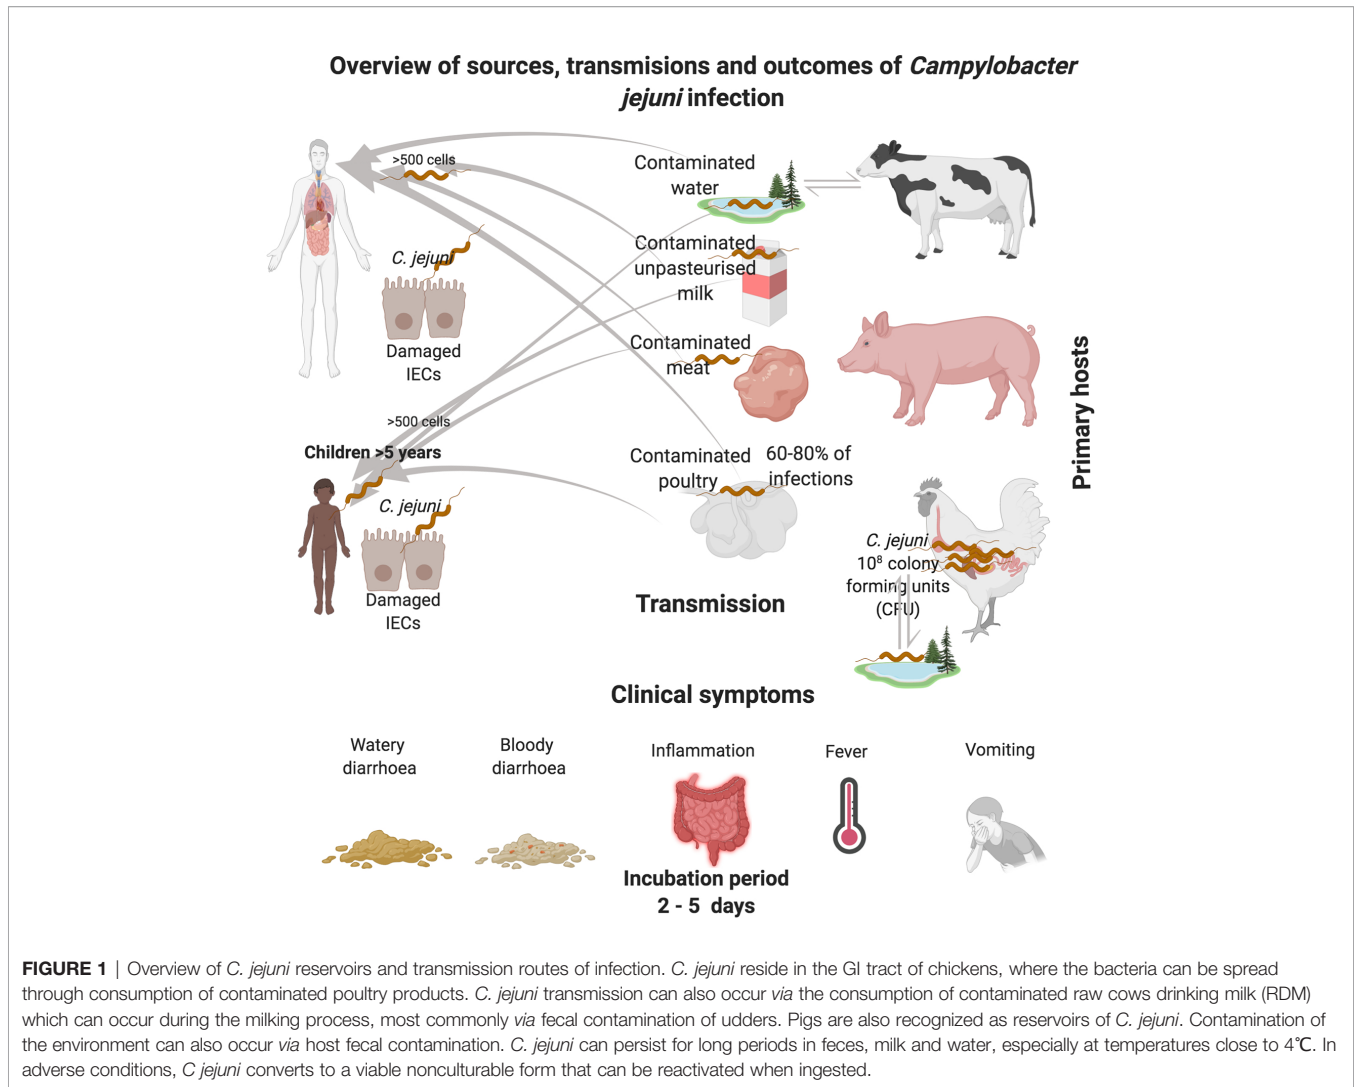 Overview of sources, transmisions and outcomes of Campylobacter
jejuni infection
>500 cells
C. jejuni
Damaged
IECs
Contaminated
water
Contaminated
unpasteurised
milk
Contaminated
meat
Contaminated
poultry
60-80% of
infections
Primary hosts
>500 cells
Children >5 years
C. jejuni
Damaged
IECs
C. jejuni
10⁸ colony
forming units
(CFU)
Transmission
Clinical symptoms
Watery
diarrhoea
Bloody
diarrhoea
Inflammation
Fever
Vomiting
Incubation period
2 - 5 days
FIGURE 1 | Overview of C. jejuni reservoirs and transmission routes of infection. C. jejuni reside in the GI tract of chickens, where the bacteria can be spread
through consumption of contaminated poultry products. C. jejuni transmission can also occur via the consumption of contaminated raw cows drinking milk (RDM)
which can occur during the milking process, most commonly via fecal contamination of udders. Pigs are also recognized as reservoirs of C. jejuni. Contamination of
the environment can also occur via host fecal contamination. C. jejuni can persist for long periods in feces, milk and water, especially at temperatures close to 4℃. In
adverse conditions, C jejuni converts to a viable nonculturable form that can be reactivated when ingested.